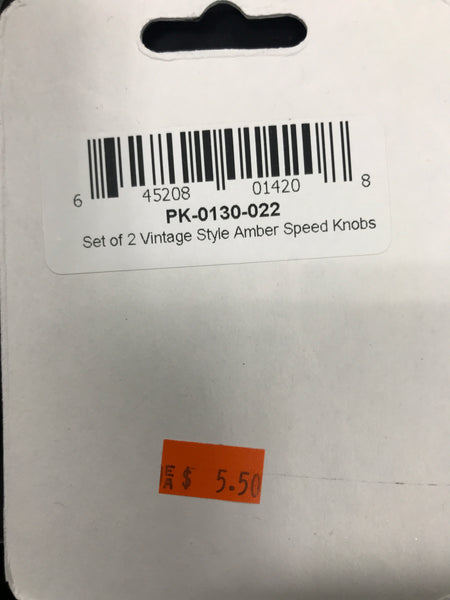 6 45208 01420 8
PK-0130-022
Set of 2 Vintage Style Amber Speed Knobs
EA $ 5.50